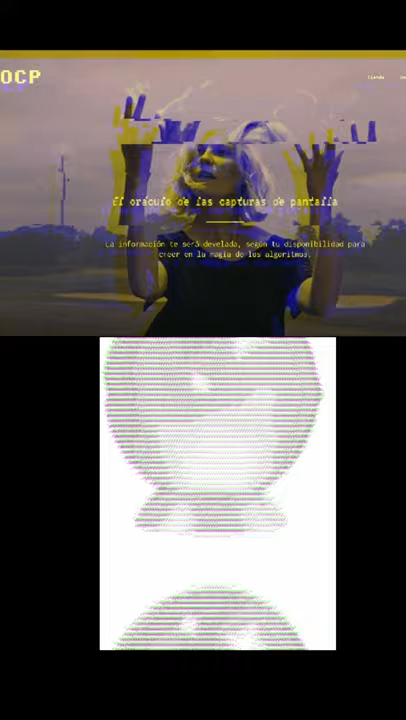 OCP
Tienda
El oráculo de las capturas de pantalla
La información te será develada, según tu disponibilidad para
creer en la magia de los algoritmos.